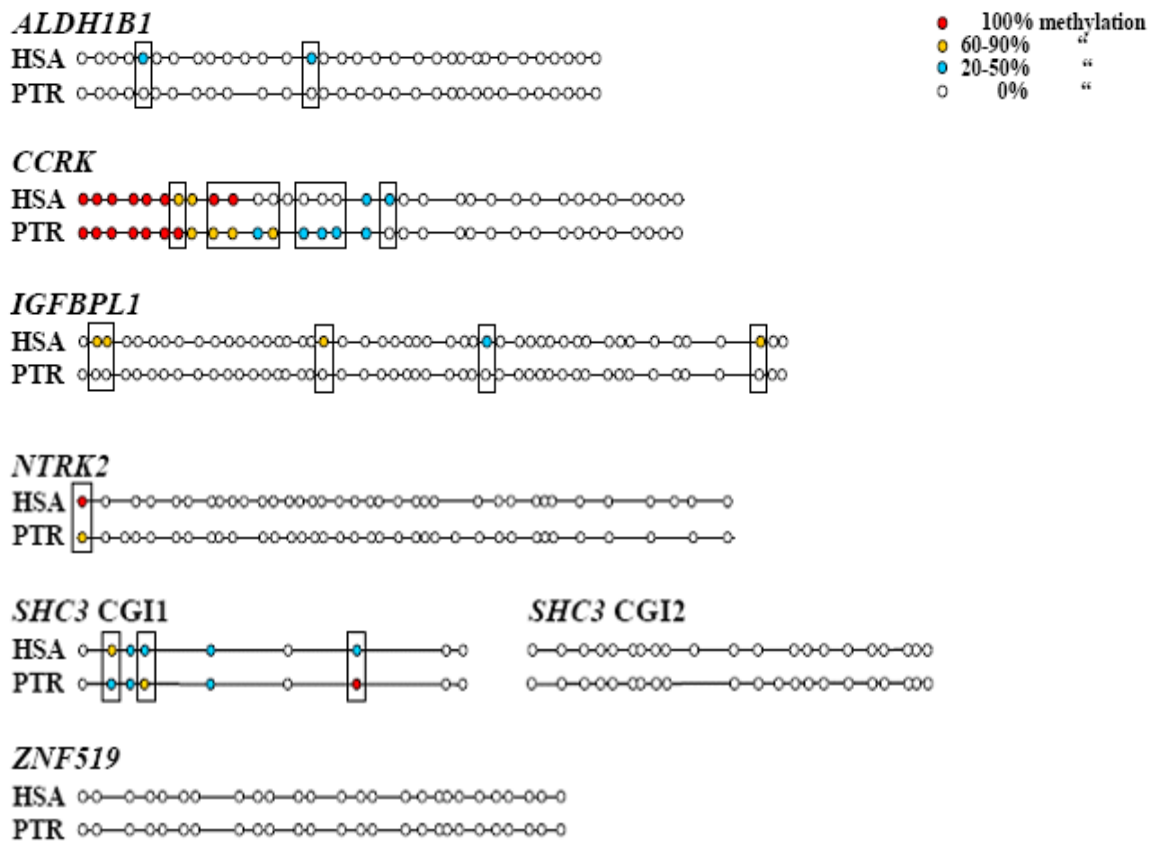 ALDH1B1
HSA
PTR
100% methylation
60-90% “
20-50% “
0% “
CCRK
HSA
PTR
IGFBPL1
HSA
PTR
NTRK2
HSA
PTR
SHC3 CGI1
HSA
PTR
SHC3 CGI2
ZNF519
HSA
PTR